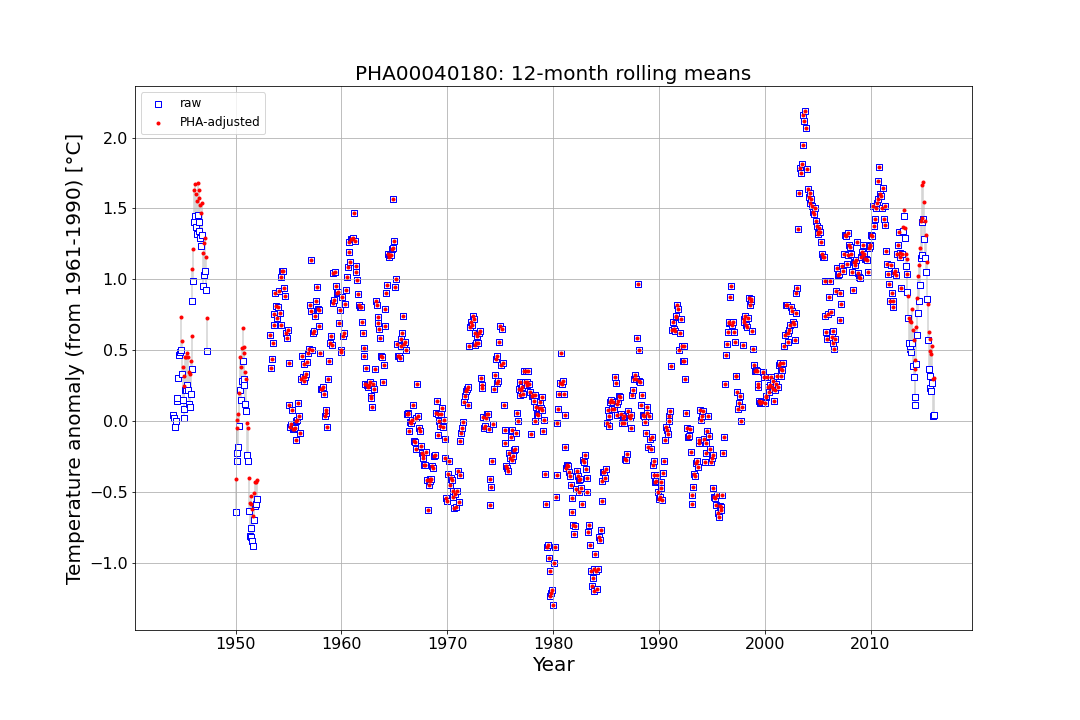 PHA00040180: 12-month rolling means
raw
PHA-adjusted
Temperature anomaly (from 1961-1990) [°C]
2.0
1.5
1.0
0.5
0.0
−0.5
−1.0
1950 1960 1970 1980 1990 2000 2010
Year